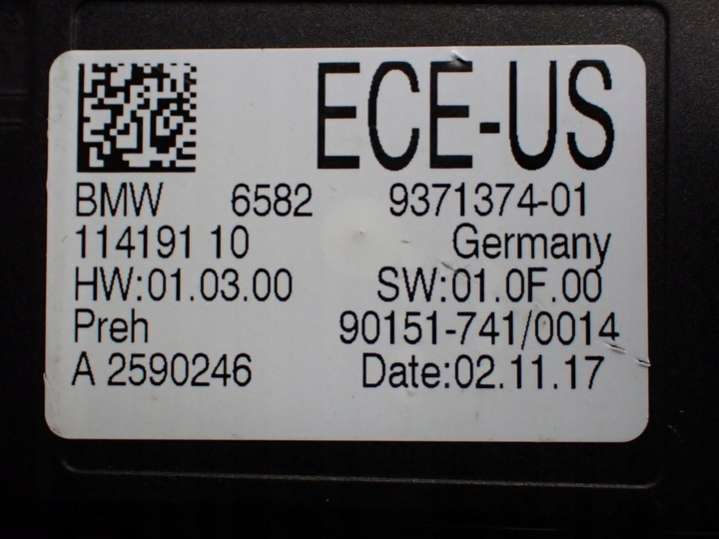 ECE-US
BMW 6582 9371374-01
114191 10 Germany
HW:01.03.00 SW:01.0F.00
Preh 90151-741/0014
A 2590246 Date:02.11.17